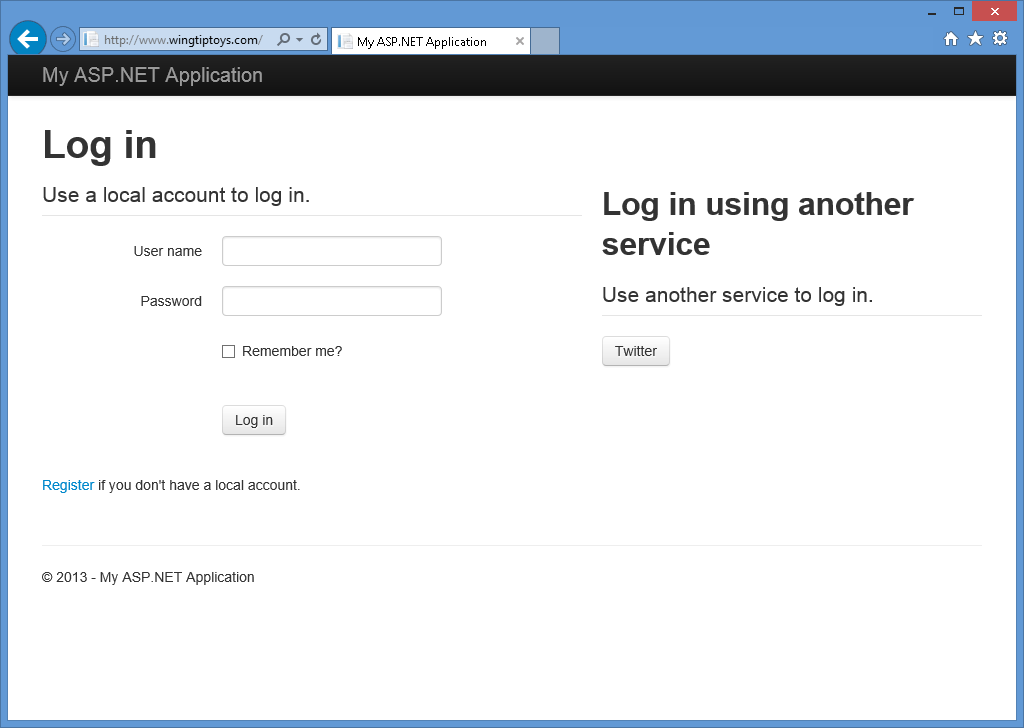 http://www.wingtiptoys.com/
My ASP.NET Application
My ASP.NET Application
Log in
Use a local account to log in.
User name
Password
Remember me?
Log in
Register if you don't have a local account.
Log in using another
service
Use another service to log in.
Twitter
© 2013 - My ASP.NET Application